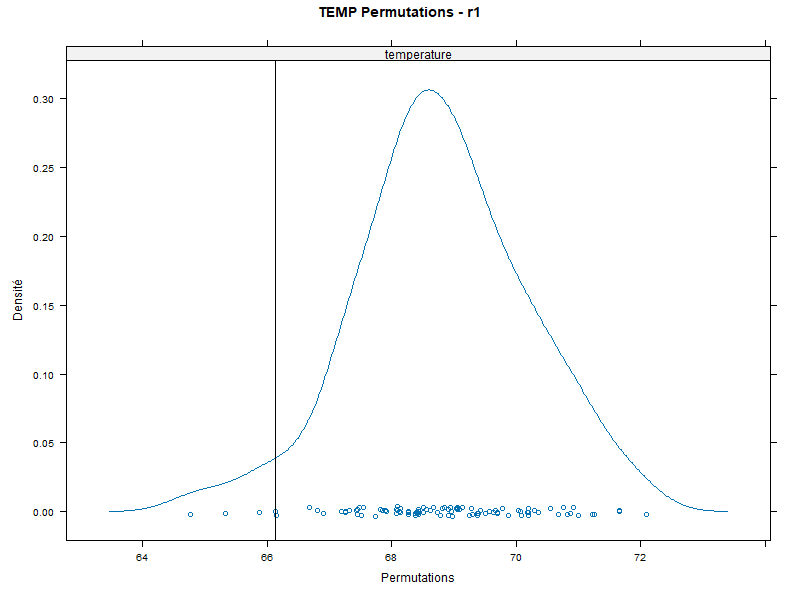 TEMP Permutations - r1
temperature
0.30
0.25
0.20
0.15
0.10
0.05
0.00
Densité
64 66 68 70 72
Permutations